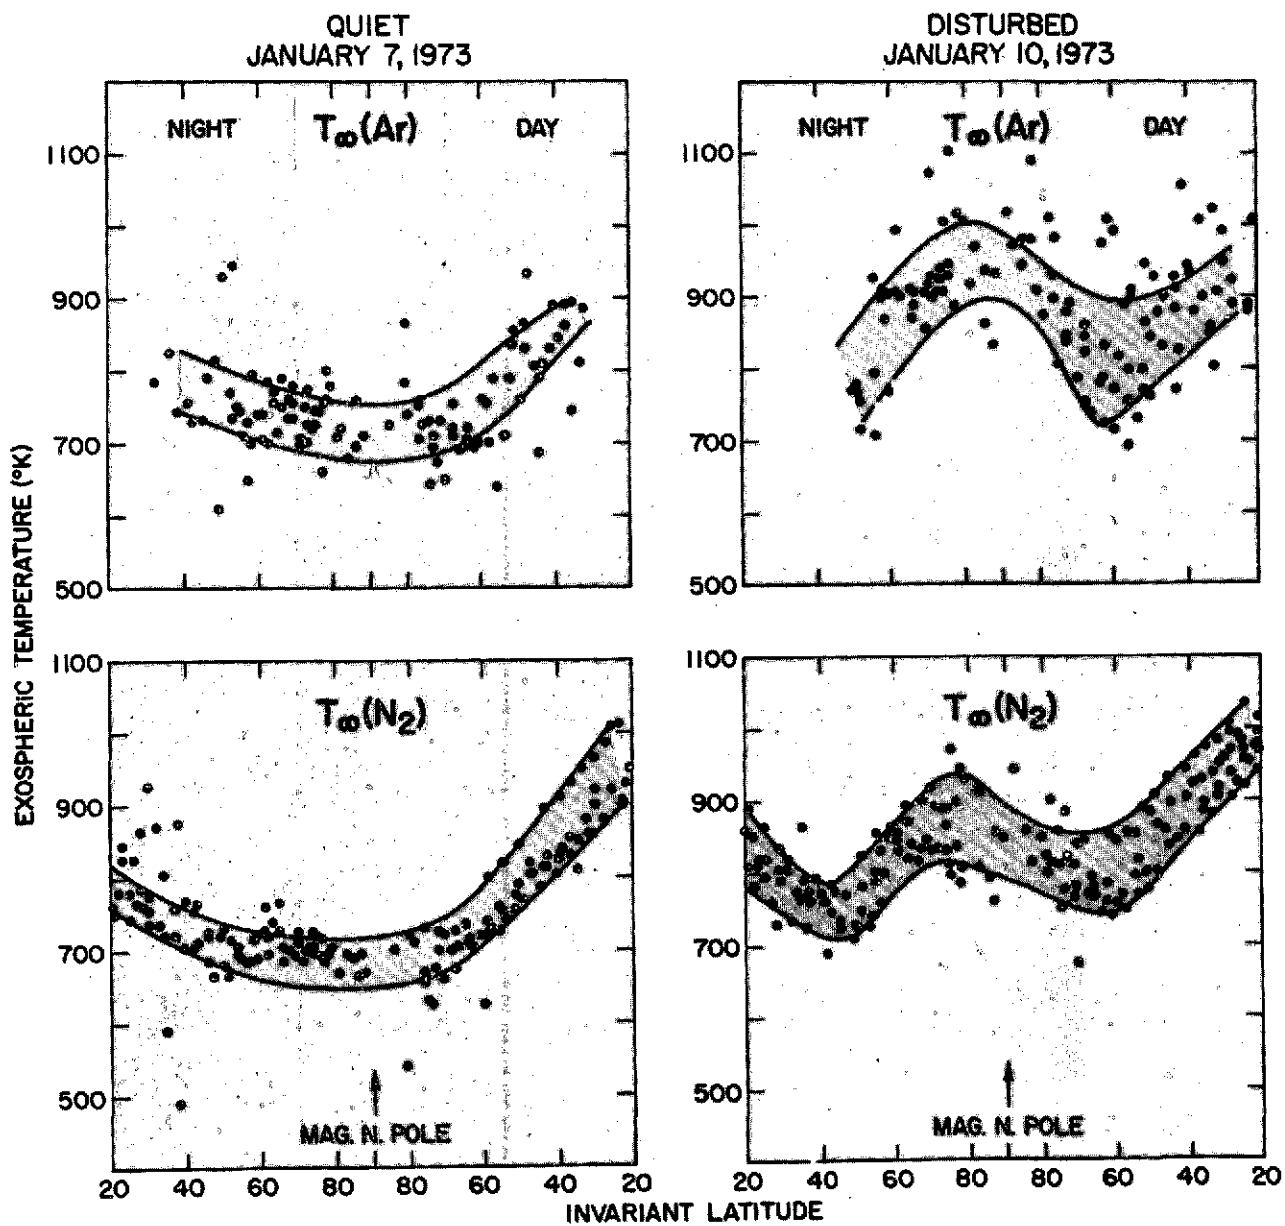 QUIET
JANUARY 7, 1973
DISTURBED
JANUARY 10, 1973
NIGHT T∞(Ar) DAY
NIGHT T∞(Ar) DAY
1100
900
700
500
1100
900
700
500
EXOSPHERIC TEMPERATURE (°K)
T∞(N₂)
T∞(N₂)
1100
900
700
500
1100
900
700
500
MAG. N. POLE
MAG. N. POLE
20 40 60 80 80 60 40 20
20 40 60 80 80 60 40 20
INVARIANT LATITUDE